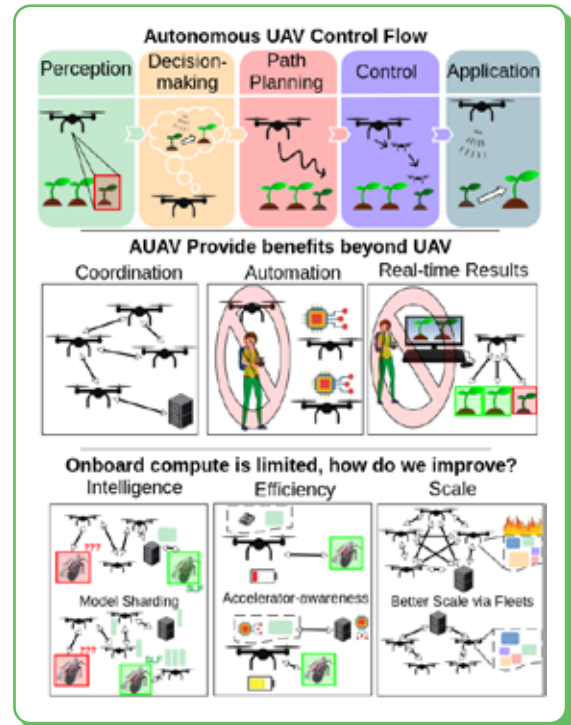 Autonomous UAV Control Flow
Perception
Decision-
making
Path
Planning
Control
Application
AUAV Provide benefits beyond UAV
Coordination
Automation
Real-time Results
Onboard compute is limited, how do we improve?
Intelligence
Efficiency
Scale
???
SLF
Model Sharding
Accelerator-awareness
Better Scale via Fleets
???
SLF